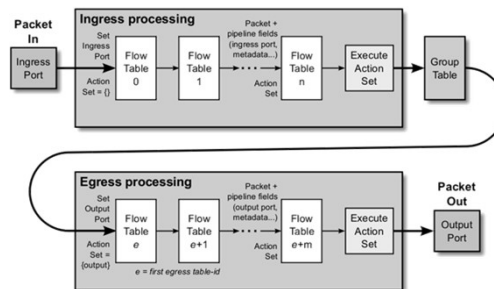 Ingress processing
Packet
In
Ingress
Port
Set
Ingress
Port
Action
Set = {}
Flow
Table
0
Flow
Table
1
Packet +
pipeline fields
(ingress port,
metadata...)
Action
Set
Flow
Table
n
Execute
Action
Set
Group
Table
Egress processing
Set
Output
Port
Action
Set =
{output}
Flow
Table
e
Flow
Table
e+1
e = first egress table-id
Packet +
pipeline fields
(output port,
metadata...)
Action
Set
Flow
Table
e+m
Execute
Action
Set
Packet
Out
Output
Port